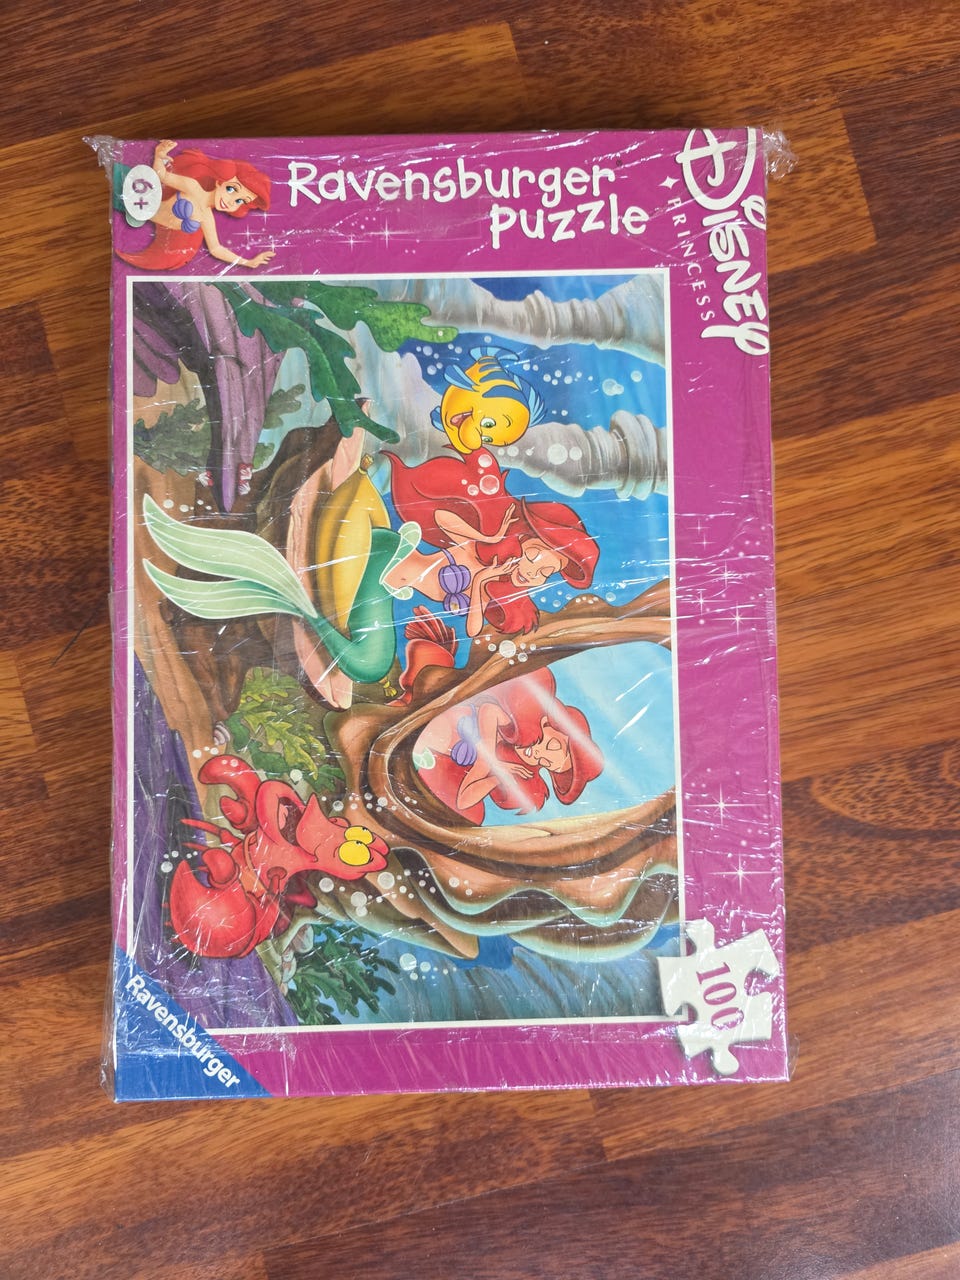 Ravensburger
puzzle
6+
Disney
PRINCESS
100
Ravensburger